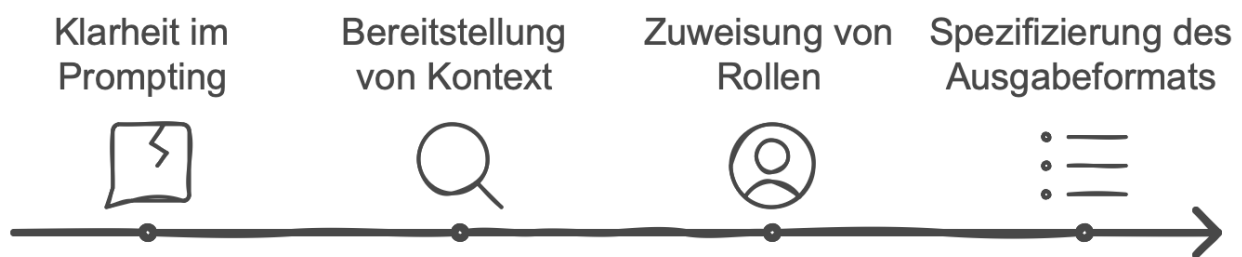 Klarheit im
Prompting
Bereitstellung
von Kontext
Zuweisung von
Rollen
Spezifizierung des
Ausgabeformats